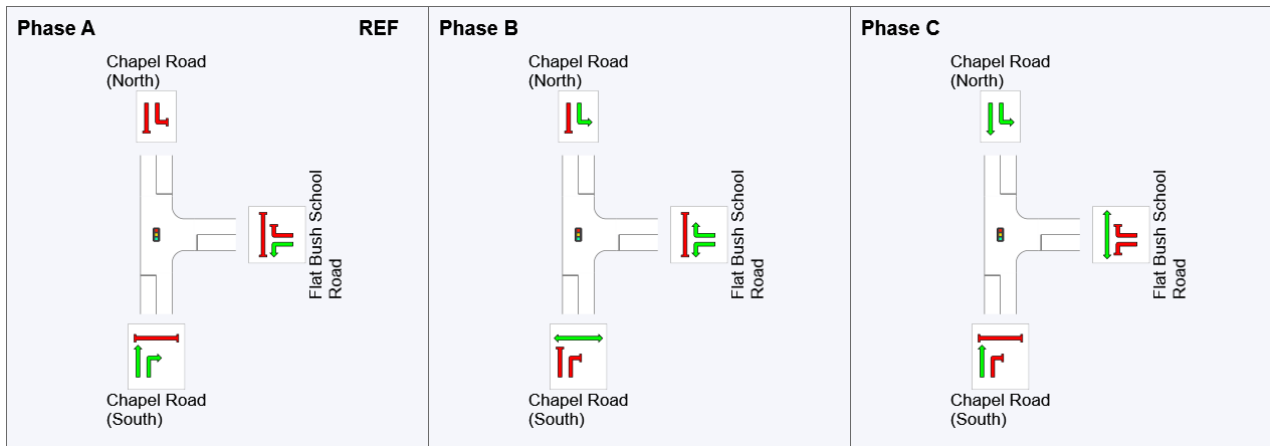 Phase A
REF
Chapel Road
(North)
Flat Bush School
Road
Chapel Road
(South)
Phase B
Chapel Road
(North)
Flat Bush School
Road
Chapel Road
(South)
Phase C
Chapel Road
(North)
Flat Bush School
Road
Chapel Road
(South)